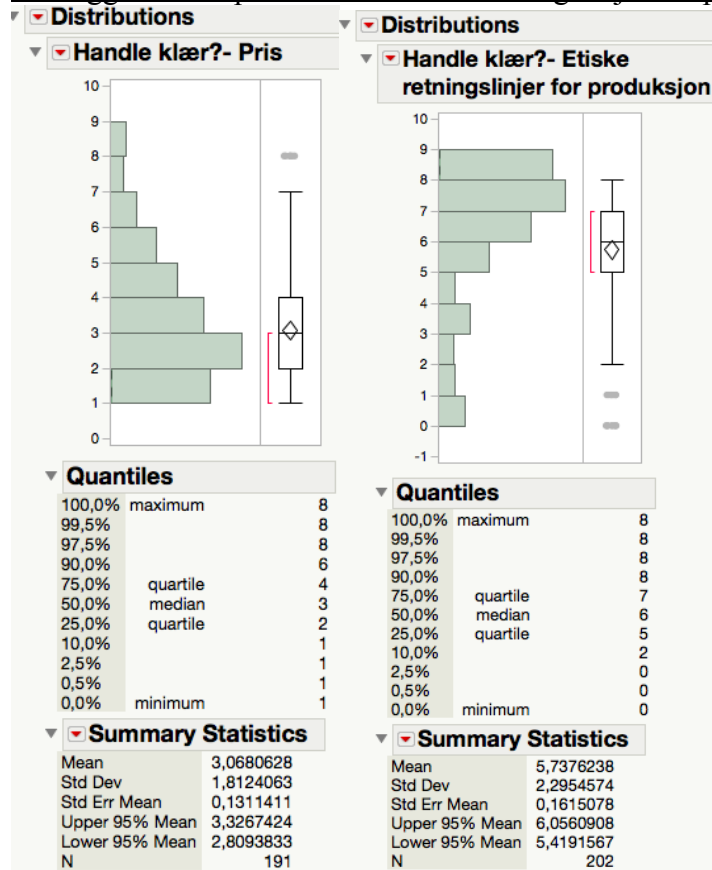 Distributions
Handle klær?- Pris
10
9
8
7
6
5
4
3
2
1
0
Quantiles
100,0% maximum 8
99,5% 8
97,5% 8
90,0% 6
75,0% quartile 4
50,0% median 3
25,0% quartile 2
10,0% 1
2,5% 1
0,5% 1
0,0% minimum 1
Summary Statistics
Mean 3,0680628
Std Dev 1,8124063
Std Err Mean 0,1311411
Upper 95% Mean 3,3267424
Lower 95% Mean 2,8093833
N 191
Distributions
Handle klær?- Etiske
retningslinjer for produksjon
10
9
8
7
6
5
4
3
2
1
0
-1
Quantiles
100,0% maximum 8
99,5% 8
97,5% 8
90,0% 8
75,0% quartile 7
50,0% median 6
25,0% quartile 5
10,0% 2
2,5% 0
0,5% 0
0,0% minimum 0
Summary Statistics
Mean 5,7376238
Std Dev 2,2954574
Std Err Mean 0,1615078
Upper 95% Mean 6,0560908
Lower 95% Mean 5,4191567
N 202